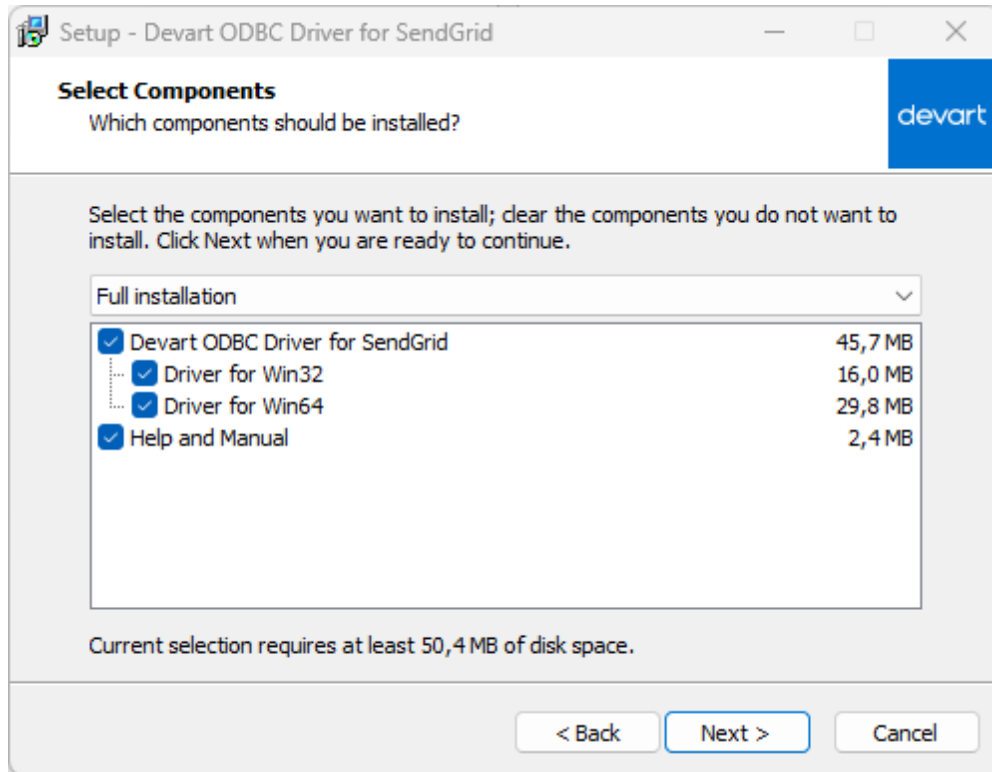 Setup - Devart ODBC Driver for SendGrid
Select Components
Which components should be installed?
devart
Select the components you want to install; clear the components you do not want to
install. Click Next when you are ready to continue.
Full installation
Devart ODBC Driver for SendGrid 45,7 MB
Driver for Win32 16,0 MB
Driver for Win64 29,8 MB
Help and Manual 2,4 MB
Current selection requires at least 50,4 MB of disk space.
< Back Next > Cancel